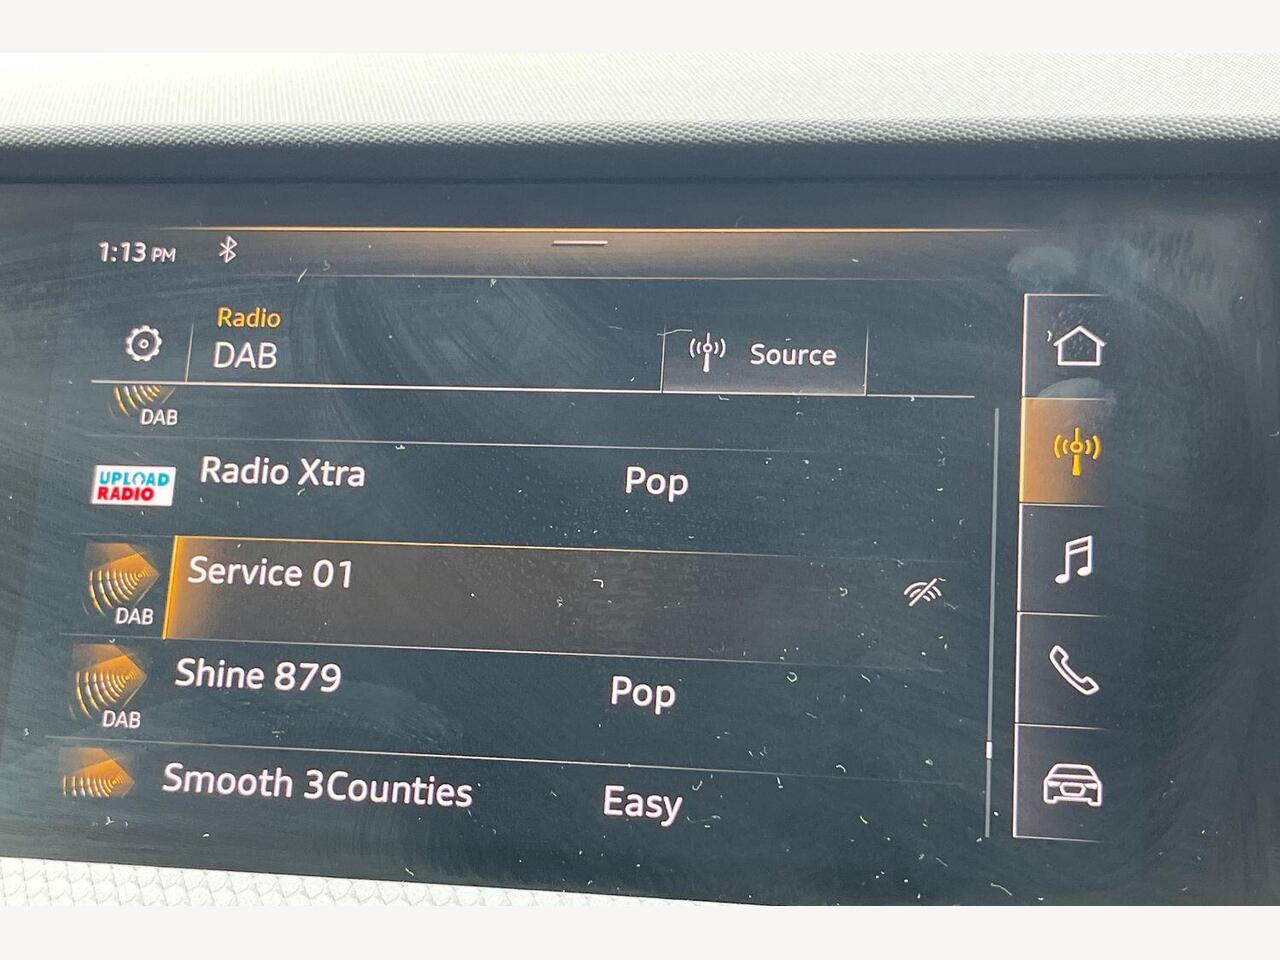 1:13 PM
Radio
DAB
Source
DAB
UPLOAD
RADIO
Radio Xtra
Pop
DAB
Service 01
DAB
Shine 879
Pop
Smooth 3Counties
Easy